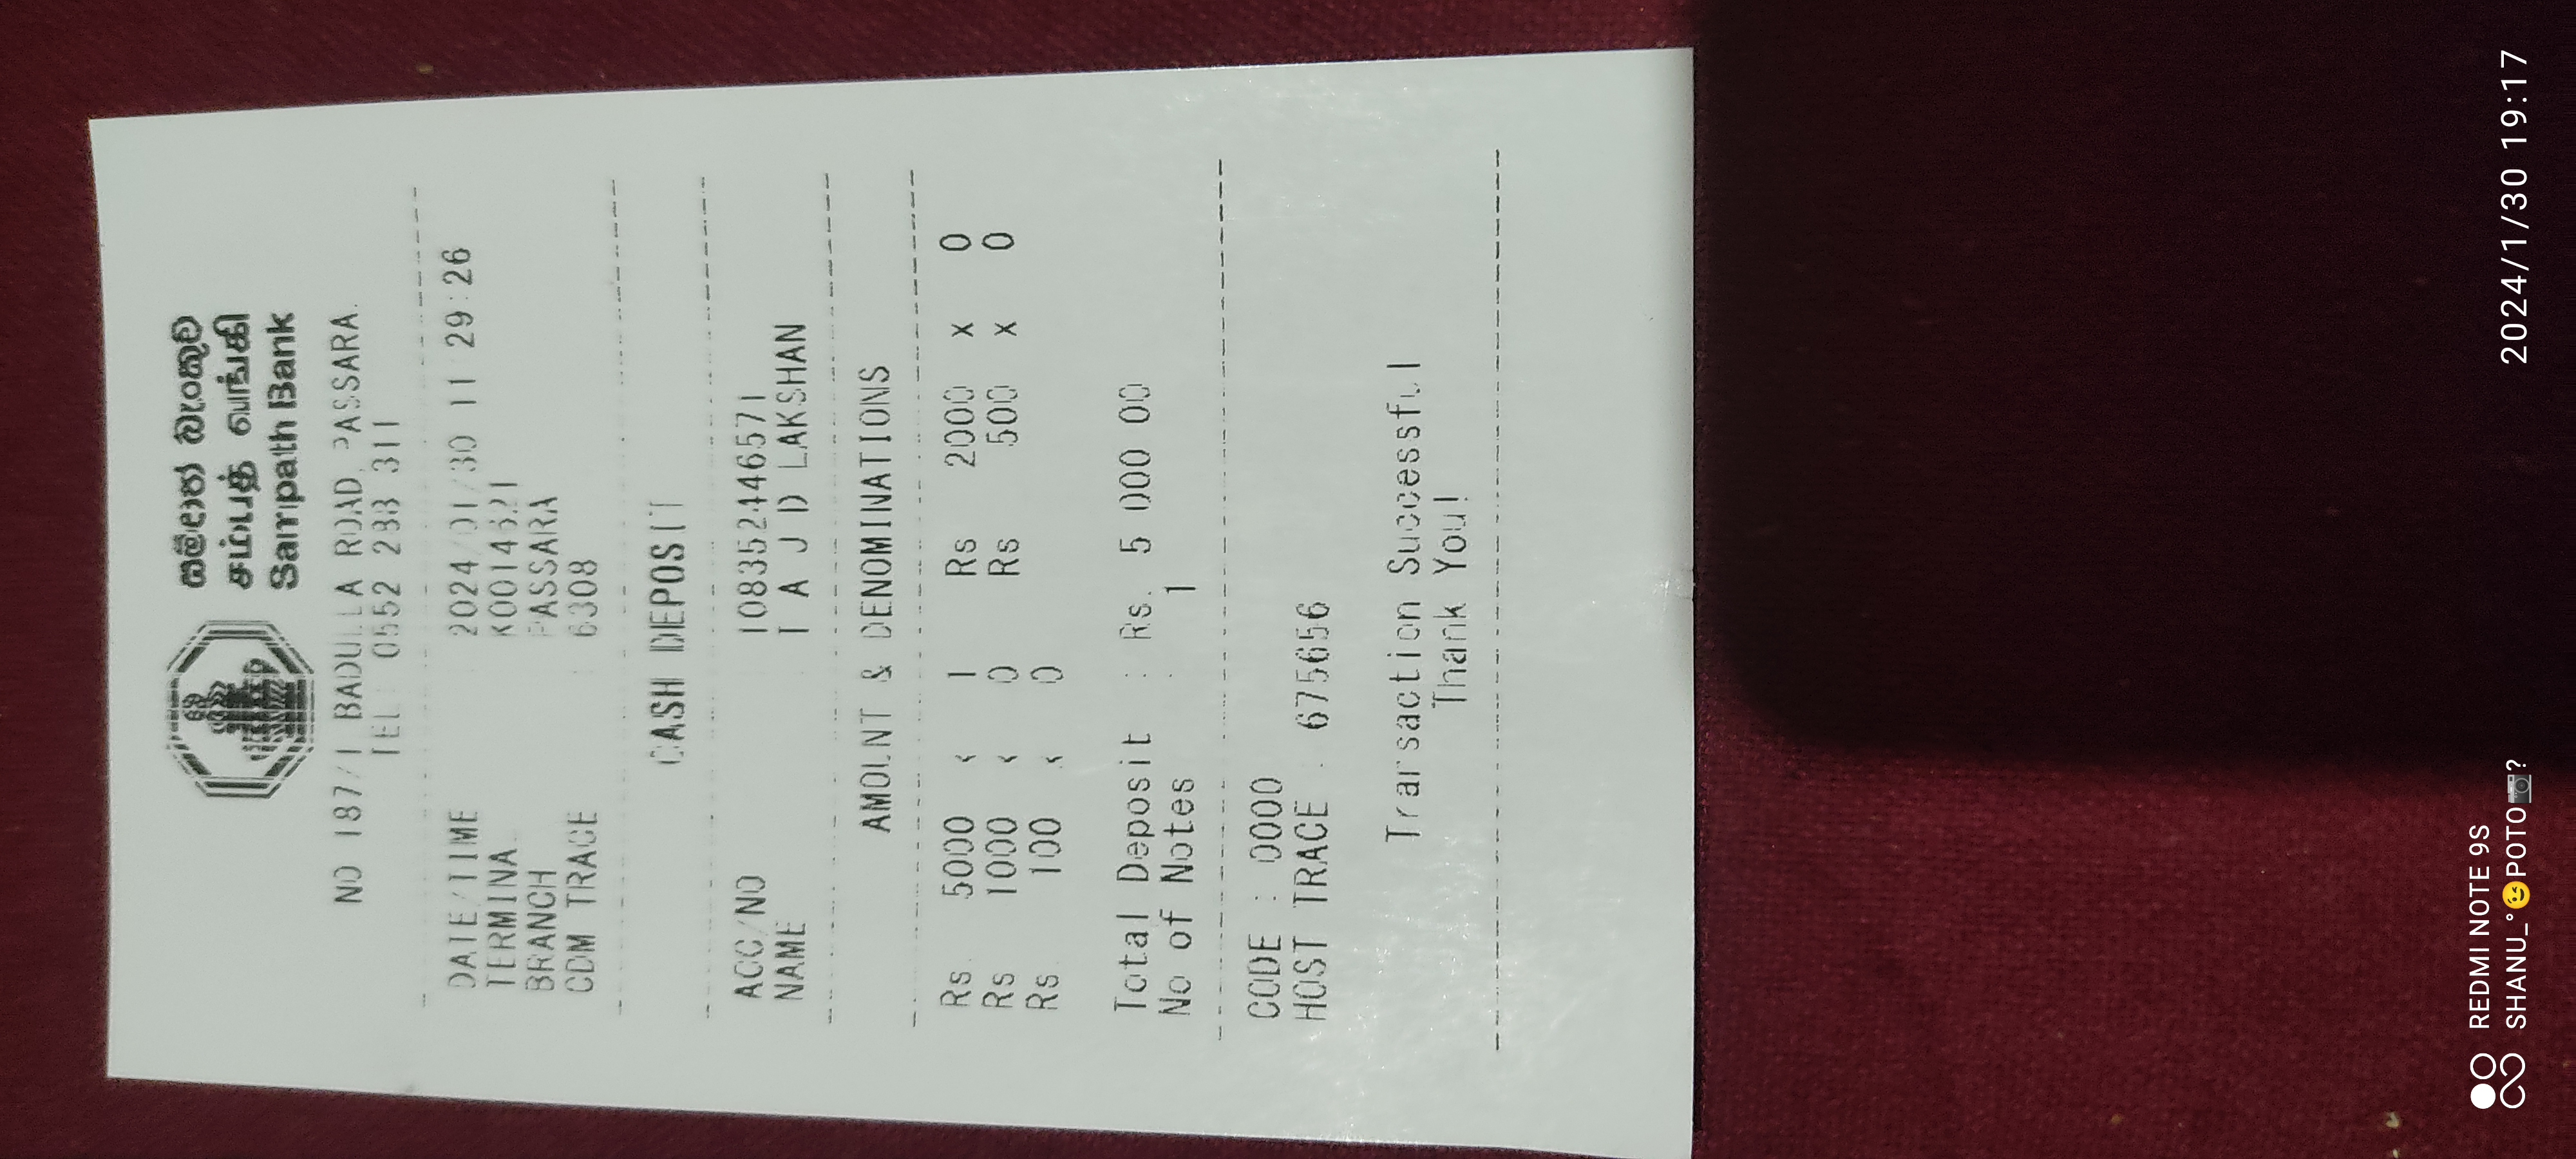 සම්පත් බැංකුව
சம்பத் வங்கி
Sampath Bank
NO 187/1 BADULLA ROAD, PASSARA.
TEL : 0552 288 311
DATE/TIME : 2024/01/30 11 29:26
TERMINA K0014621
BRANCH PASSARA
CDM TRACE : 6308
CASH DEPOSIT
ACC/NO 108352446571
NAME : T A J D LAKSHAN
AMOUNT & DENOMINATIONS
Rs 5000 x 1 Rs 2000 x 0
Rs 1000 x 0 Rs 500 x 0
Rs 100 x 0
Total Deposit : Rs. 5 000 00
No of Notes : 1
CODE : 0000
HOST TRACE : 675656
Transaction Successful
Thank You!
REDMI NOTE 9S
SHANU_°😉POTO📷?
2024/1/30 19:17